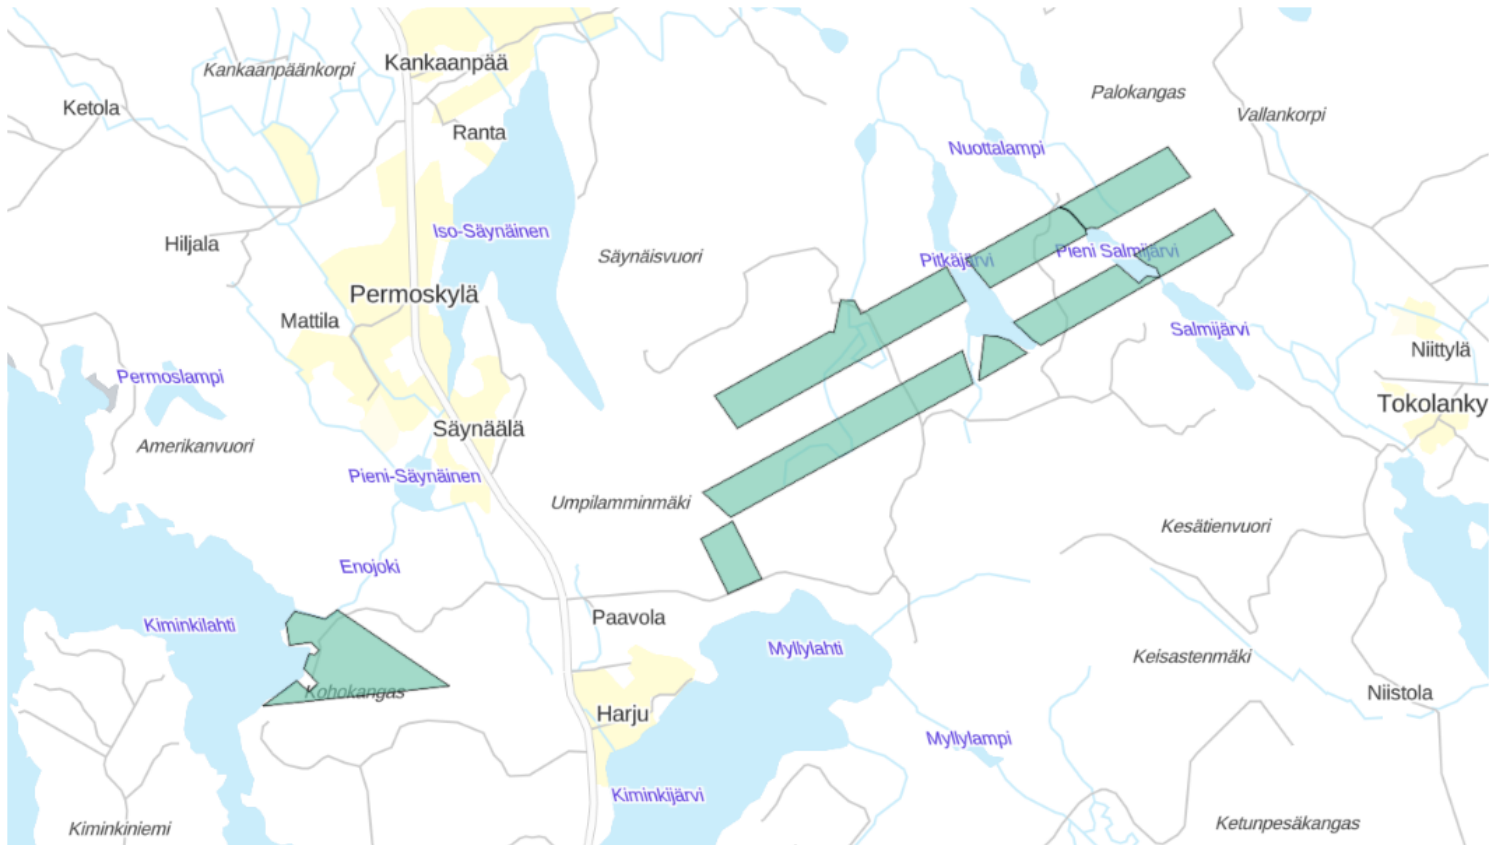 Kankaanpää
Kankaanpäänkorpi
Palokangas
Ketola
Vallankorpi
Ranta
Nuottalampi
Iso-Säynäinen
Hiljala
Säynäisvuori
Pitkäjärvi
Pieni Salmijärvi
Permoskylä
Mattila
Salmijärvi
Niittylä
Permoslampi
Tokolanky
Säynäälä
Amerikanvuori
Pieni-Säynäinen
Umpilamminmäki
Kesätienvuori
Enojoki
Paavola
Kiminkilahti
Myllylahti
Keisastenmäki
Kohokangas
Niistola
Harju
Myllylampi
Kiminkijärvi
Kiminkiniemi
Ketunpesäkangas